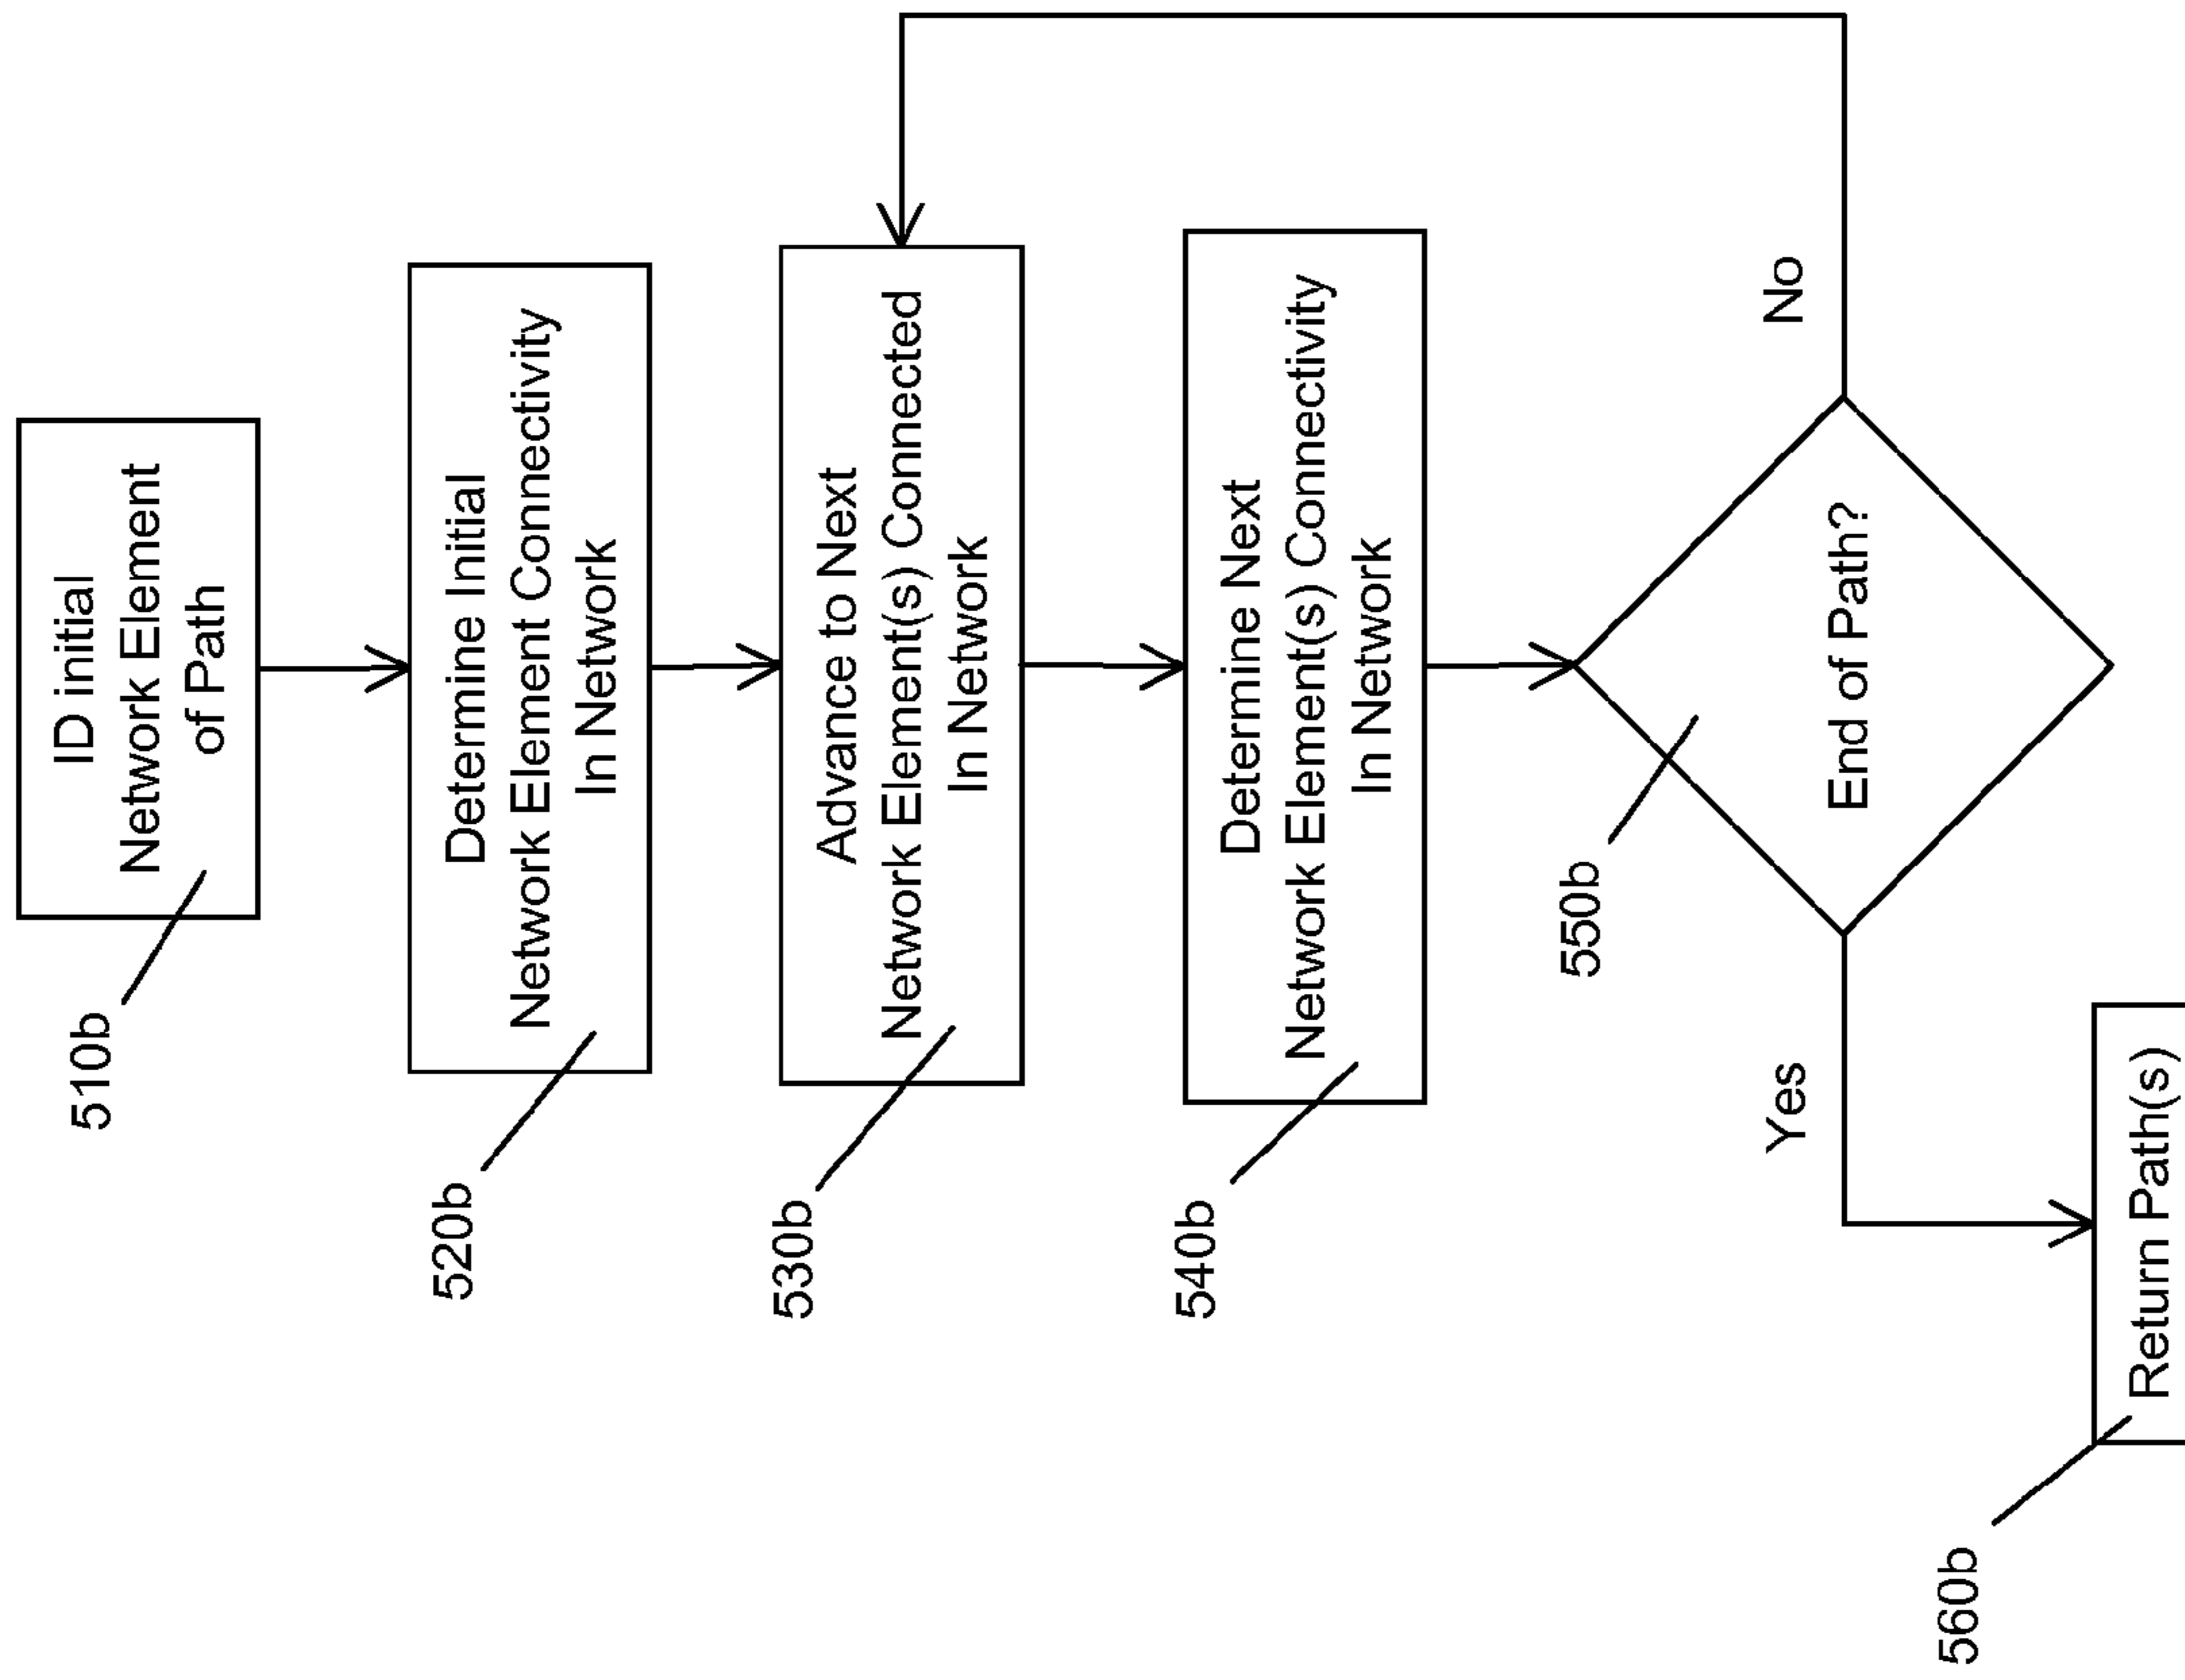 510b
ID initial
Network Element
of Path
520b
Determine Initial
Network Element Connectivity
In Network
530b
Advance to Next
Network Element(s) Connected
In Network
540b
Determine Next
Network Element(s) Connectivity
In Network
550b
End of Path?
Yes
No
560b
Return Path(s)